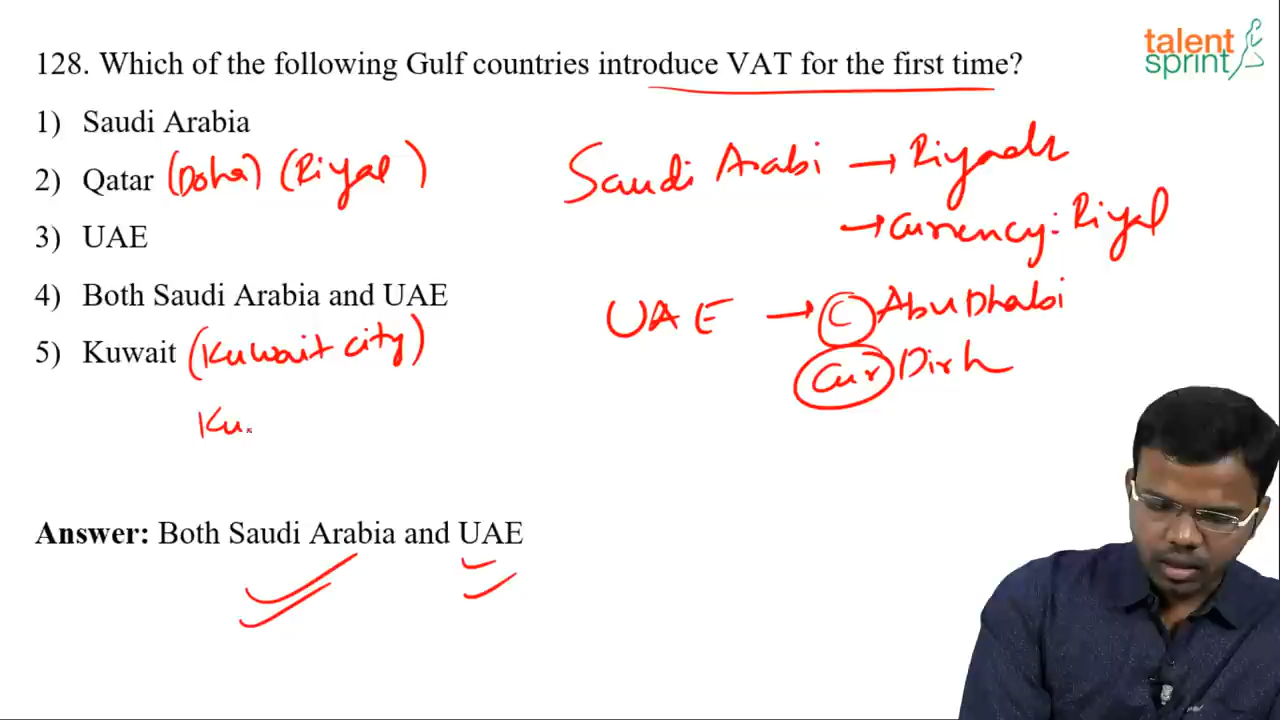 talent
sprint
128. Which of the following Gulf countries introduce VAT for the first time?
1) Saudi Arabia
2) Qatar (Doha) (Riyal)
3) UAE
4) Both Saudi Arabia and UAE
5) Kuwait (Kuwait city)
Ku
Saudi Arabi → Riyadh
→ Currency: Riyal
UAE → C Abu Dhabi
Cur Dirh
Answer: Both Saudi Arabia and UAE